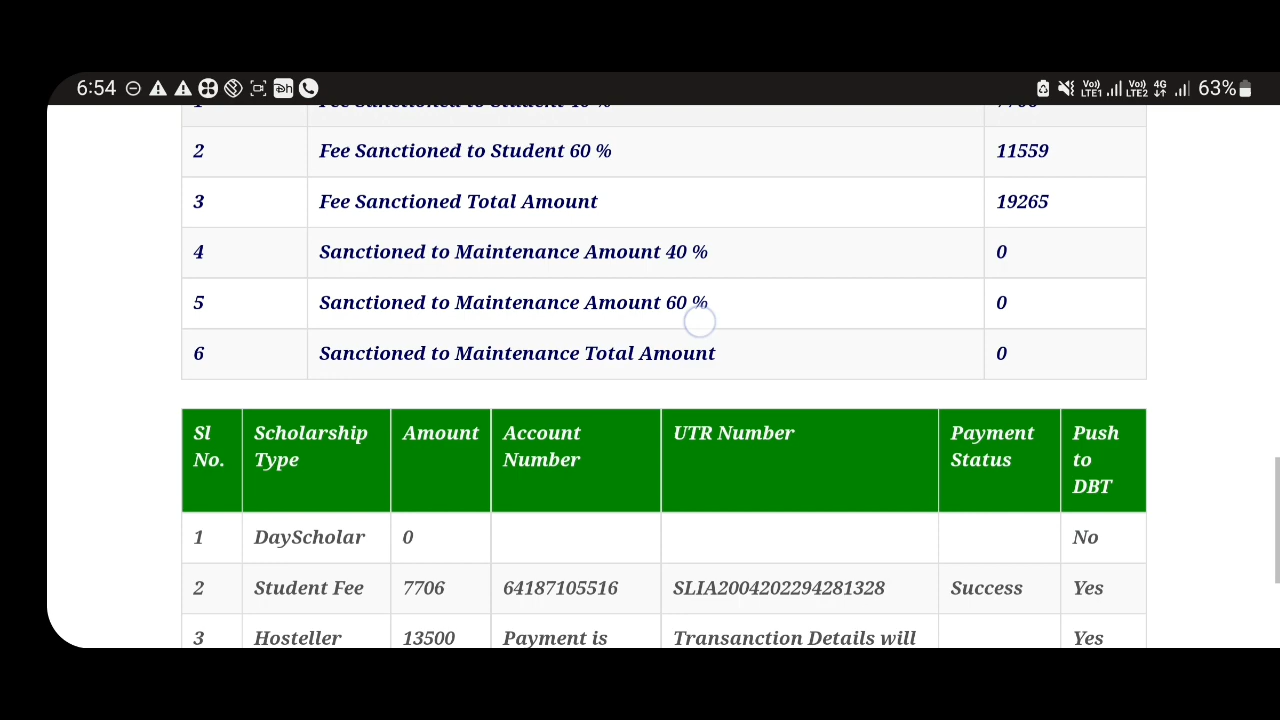 6:54 63%
2 Fee Sanctioned to Student 60 % 11559
3 Fee Sanctioned Total Amount 19265
4 Sanctioned to Maintenance Amount 40 % 0
5 Sanctioned to Maintenance Amount 60 % 0
6 Sanctioned to Maintenance Total Amount 0
Sl No. Scholarship Type Amount Account Number UTR Number Payment Status Push to DBT
1 DayScholar 0 No
2 Student Fee 7706 64187105516 SLIA2004202294281328 Success Yes
3 Hosteller 13500 Payment is Transanction Details will Yes